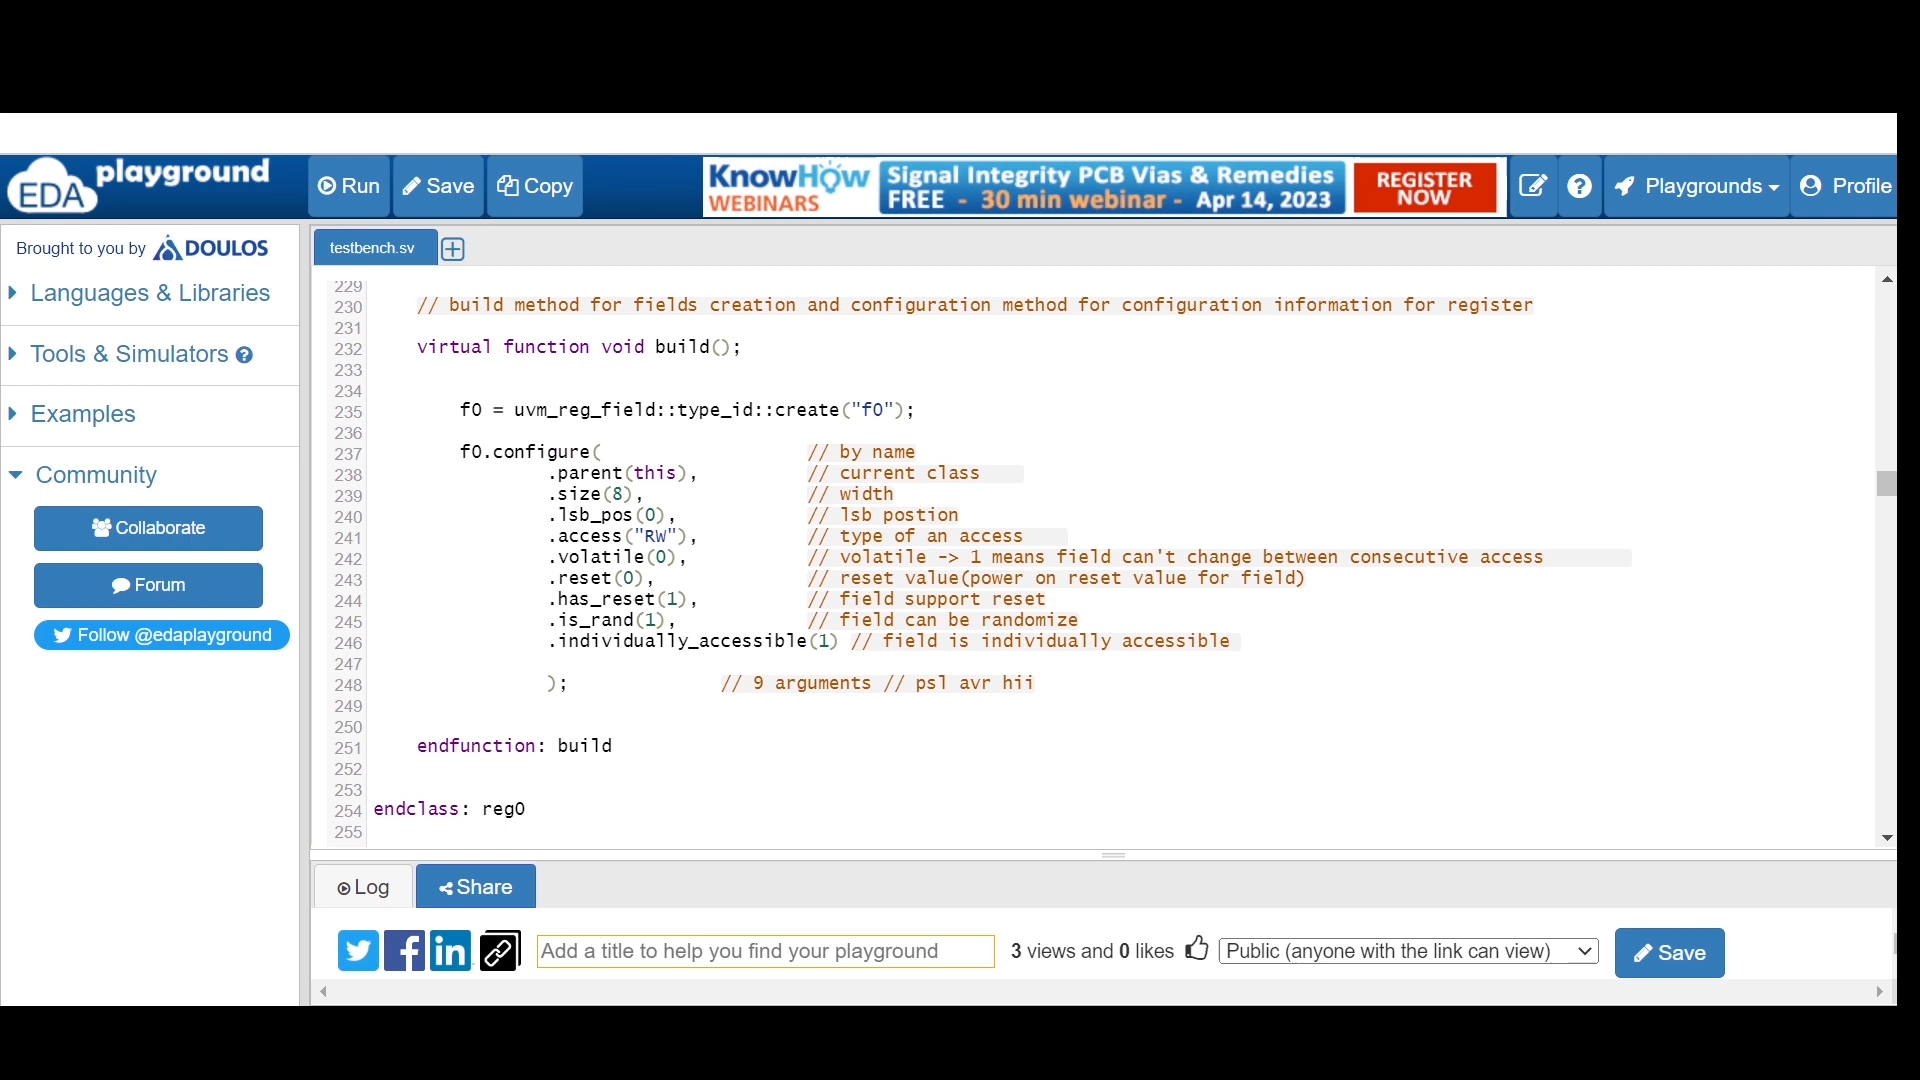 EDA playground
Run
Save
Copy
KnowHow
WEBINARS
Signal Integrity PCB Vias & Remedies
FREE - 30 min webinar - Apr 14, 2023
REGISTER
NOW
Playgrounds
Profile
Brought to you by DOULOS
Languages & Libraries
Tools & Simulators
Examples
Community
Collaborate
Forum
Follow @edaplayground
testbench.sv
229
230 // build method for fields creation and configuration method for configuration information for register
231
232 virtual function void build();
233
234
235 f0 = uvm_reg_field::type_id::create("f0");
236
237 f0.configure( // by name
238 .parent(this), // current class
239 .size(8), // width
240 .lsb_pos(0), // lsb postion
241 .access("RW"), // type of an access
242 .volatile(0), // volatile -> 1 means field can't change between consecutive access
243 .reset(0), // reset value(power on reset value for field)
244 .has_reset(1), // field support reset
245 .is_rand(1), // field can be randomize
246 .individually_accessible(1) // field is individually accessible
247
248 ); // 9 arguments // psl avr hii
249
250
251 endfunction: build
252
253
254 endclass: reg0
255
Log
Share
Add a title to help you find your playground
3 views and 0 likes
Public (anyone with the link can view)
Save